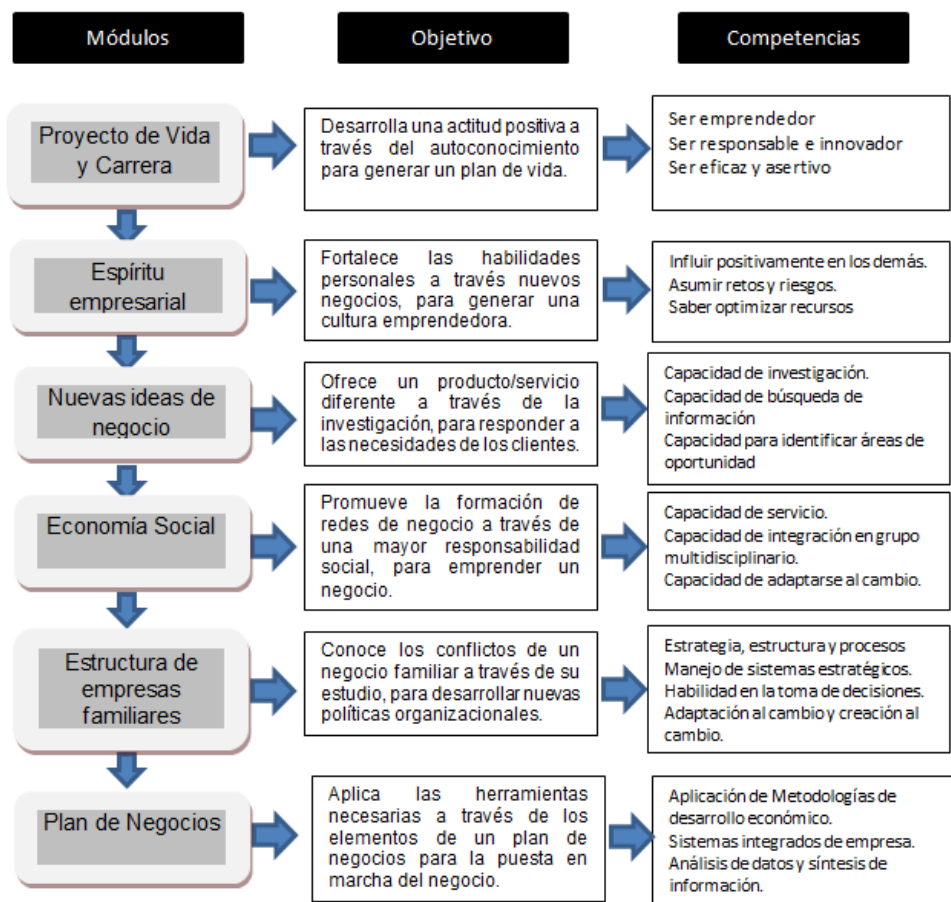 Módulos
Objetivo
Competencias
Proyecto de Vida
y Carrera
Desarrolla una actitud positiva a
través del autoconocimiento
para generar un plan de vida.
Ser emprendedor
Ser responsable e innovador
Ser eficaz y asertivo
Espíritu
empresarial
Fortalece las habilidades
personales a través nuevos
negocios, para generar una
cultura emprendedora.
Influir positivamente en los demás.
Asumir retos y riesgos.
Saber optimizar recursos
Nuevas ideas de
negocio
Ofrece un producto/servicio
diferente a través de la
investigación, para responder a
las necesidades de los clientes.
Capacidad de investigación.
Capacidad de búsqueda de
información
Capacidad para identificar áreas de
oportunidad
Economía Social
Promueve la formación de
redes de negocio a través de
una mayor responsabilidad
social, para emprender un
negocio.
Capacidad de servicio.
Capacidad de integración en grupo
multidisciplinario.
Capacidad de adaptarse al cambio.
Estructura de
empresas
familiares
Conoce los conflictos de un
negocio familiar a través de su
estudio, para desarrollar nuevas
políticas organizacionales.
Estrategia, estructura y procesos
Manejo de sistemas estratégicos.
Habilidad en la toma de decisiones.
Adaptación al cambio y creación al
cambio.
Plan de Negocios
Aplica las herramientas
necesarias a través de los
elementos de un plan de
negocios para la puesta en
marcha del negocio.
Aplicación de Metodologías de
desarrollo económico.
Sistemas integrados de empresa.
Análisis de datos y síntesis de
información.